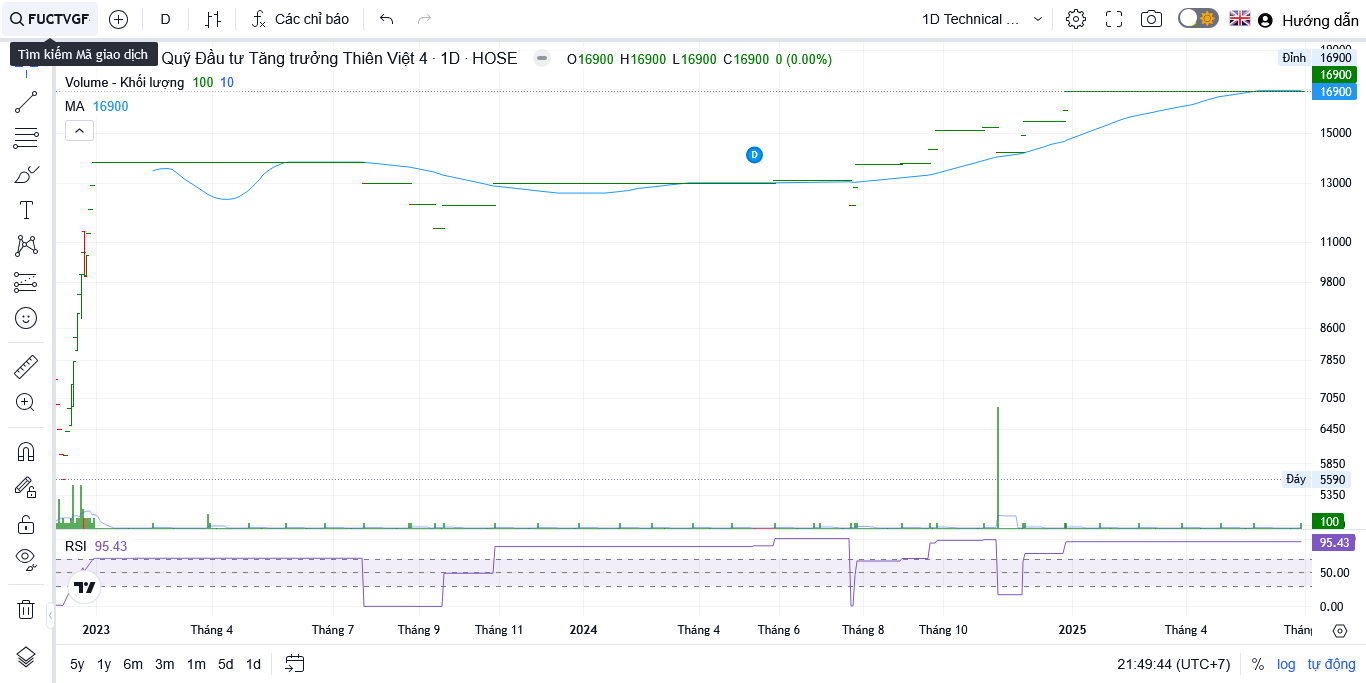 FUCTVGF
D
Các chỉ báo
1D Technical ...
Hướng dẫn
Tìm kiếm Mã giao dịch
Quỹ Đầu tư Tăng trưởng Thiên Việt 4 · 1D · HOSE
O16900 H16900 L16900 C16900 0 (0.00%)
Volume - Khối lượng 100 10
MA 16900
D
Đỉnh 16900
16900
16900
15000
13000
11000
9800
8600
7850
7050
6450
5850
Đáy 5590
5350
100
RSI 95.43
95.43
50.00
0.00
2023 Tháng 4 Tháng 7 Tháng 9 Tháng 11 2024 Tháng 4 Tháng 6 Tháng 8 Tháng 10 2025 Tháng 4
5y 1y 6m 3m 1m 5d 1d
21:49:44 (UTC+7) % log tự động